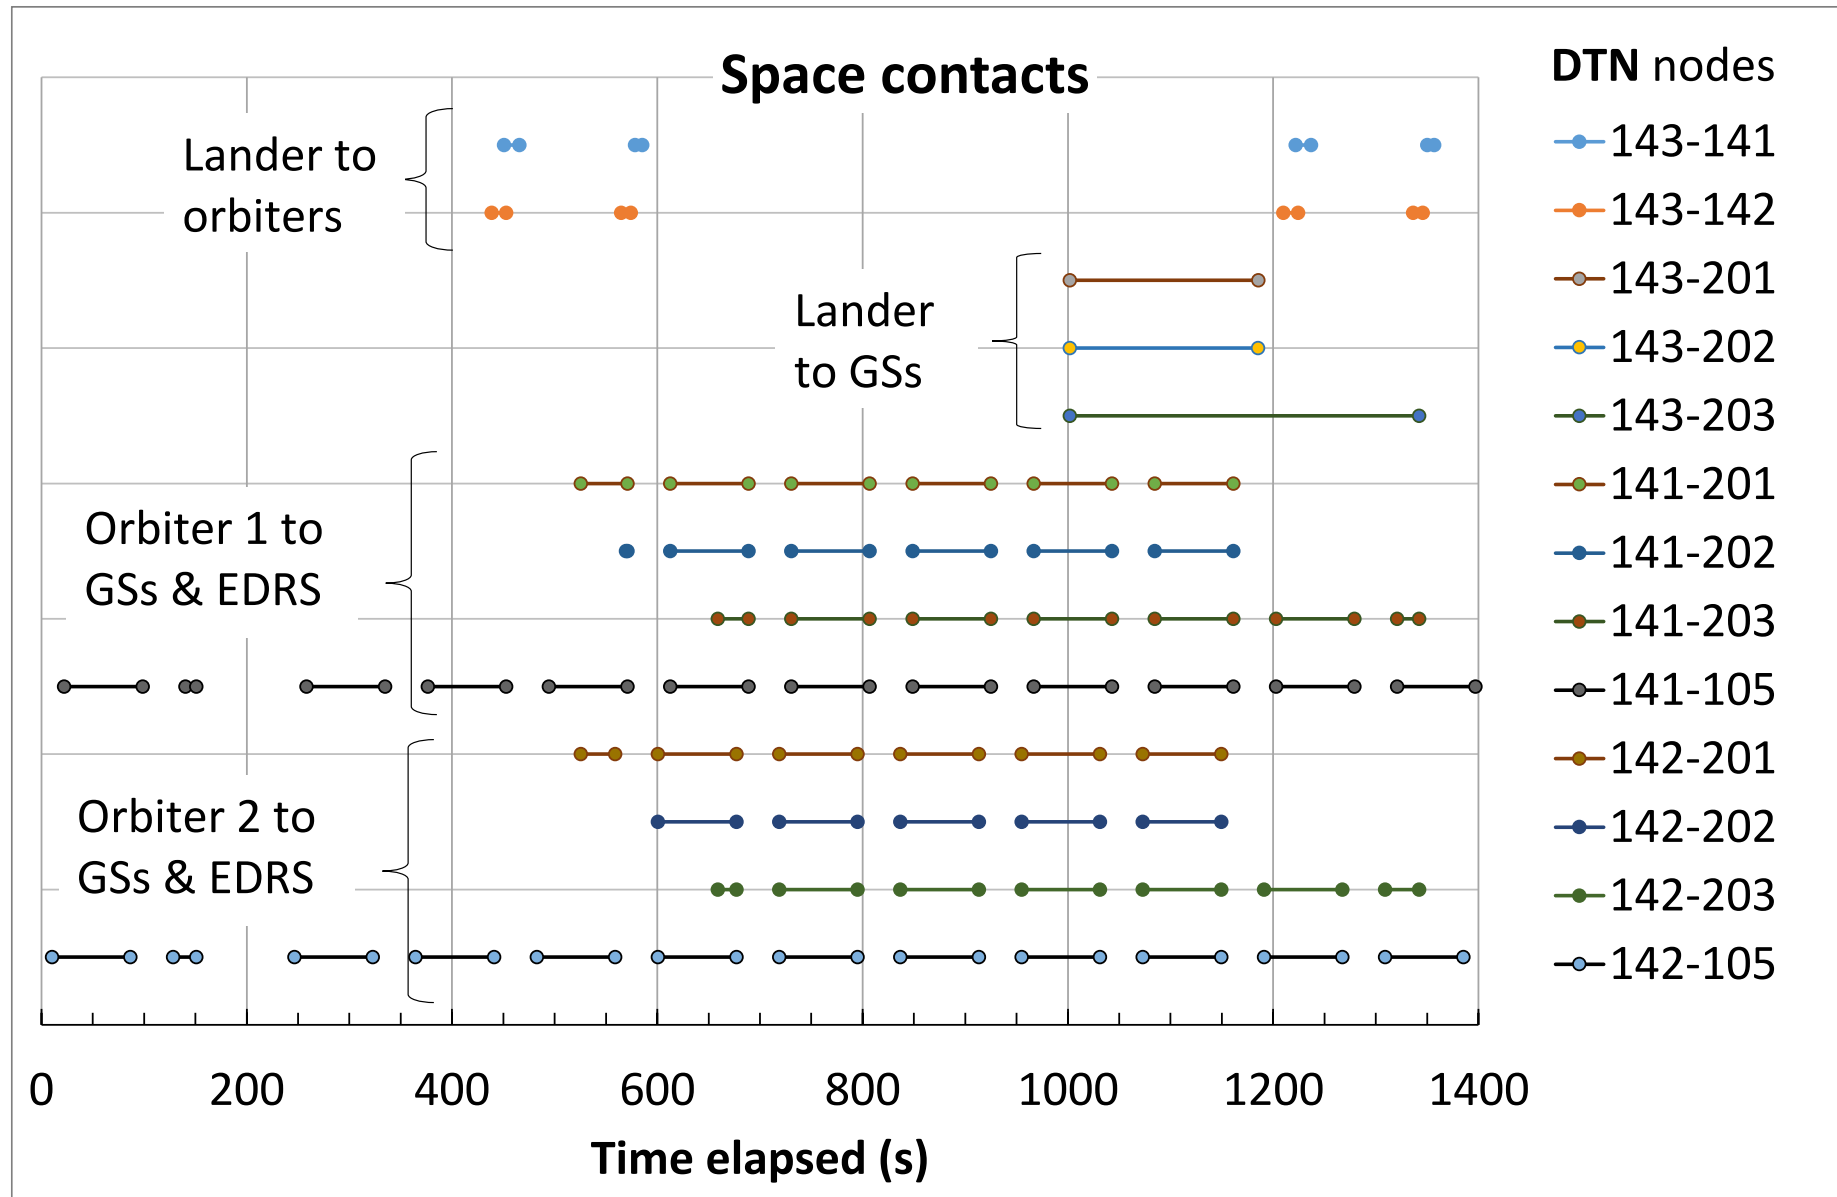 Space contacts
DTN nodes
Lander to
orbiters
Lander
to GSs
Orbiter 1 to
GSs & EDRS
Orbiter 2 to
GSs & EDRS
143-141
143-142
143-201
143-202
143-203
141-201
141-202
141-203
141-105
142-201
142-202
142-203
142-105
0 200 400 600 800 1000 1200 1400
Time elapsed (s)